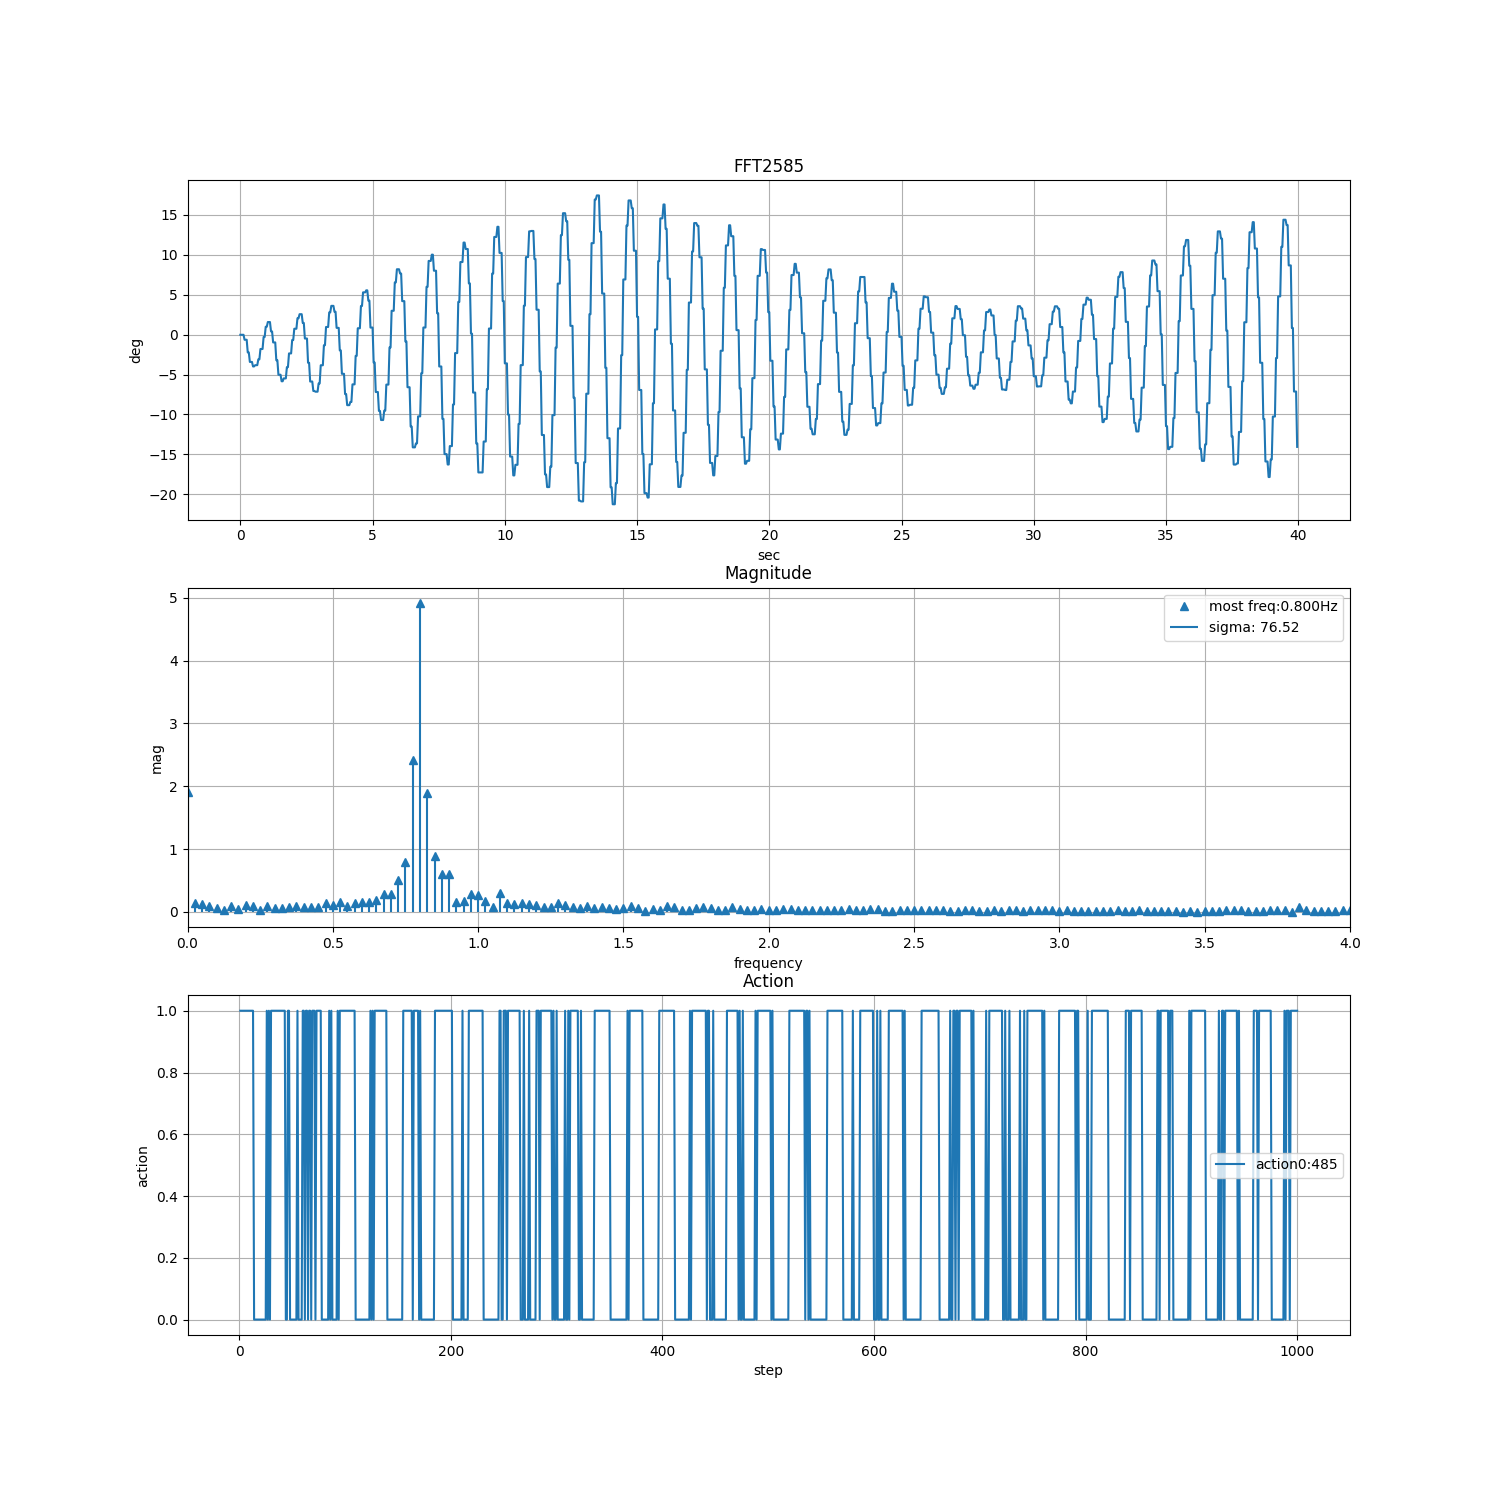 FFT2585
15
10
5
0
−5
−10
−15
−20
deg
0 5 10 15 20 25 30 35 40
sec
Magnitude
5
4
3
2
1
0
mag
most freq:0.800Hz
sigma: 76.52
0.0 0.5 1.0 1.5 2.0 2.5 3.0 3.5 4.0
frequency
Action
1.0
0.8
0.6
0.4
0.2
0.0
action
action0:485
0 200 400 600 800 1000
step